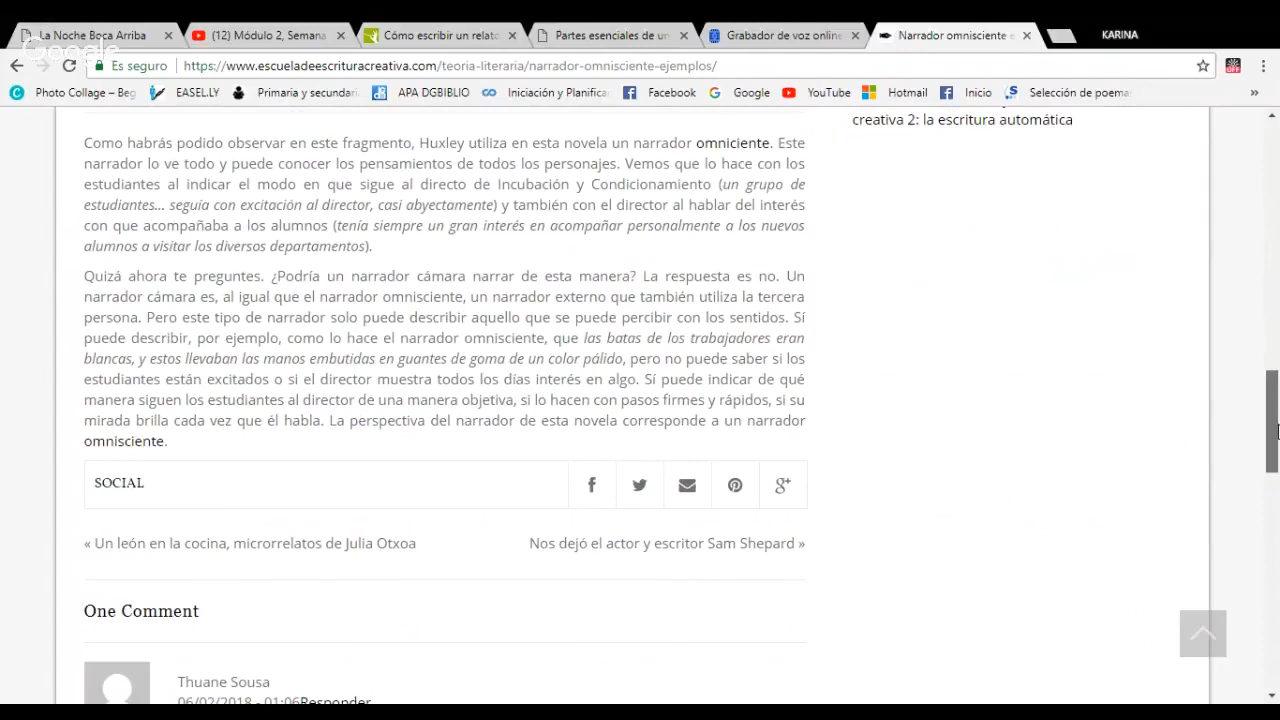 La Noche Boca Arriba
(12) Módulo 2, Semana
Cómo escribir un relato
Partes esenciales de un
Grabador de voz online
Narrador omnisciente e
KARINA
Google
Es seguro
https://www.escueladeescrituracreativa.com/teoria-literaria/narrador-omnisciente-ejemplos/
OFF
Photo Collage – Beg
EASEL.LY
Primaria y secundari
APA DGBIBLIO
Iniciación y Planifica
Facebook
Google
YouTube
Hotmail
Inicio
Selección de poema
creativa 2: la escritura automática
Como habrás podido observar en este fragmento, Huxley utiliza en esta novela un narrador omniciente. Este
narrador lo ve todo y puede conocer los pensamientos de todos los personajes. Vemos que lo hace con los
estudiantes al indicar el modo en que sigue al directo de Incubación y Condicionamiento (un grupo de
estudiantes… seguía con excitación al director, casi abyectamente) y también con el director al hablar del interés
con que acompañaba a los alumnos (tenía siempre un gran interés en acompañar personalmente a los nuevos
alumnos a visitar los diversos departamentos).
Quizá ahora te preguntes. ¿Podría un narrador cámara narrar de esta manera? La respuesta es no. Un
narrador cámara es, al igual que el narrador omnisciente, un narrador externo que también utiliza la tercera
persona. Pero este tipo de narrador solo puede describir aquello que se puede percibir con los sentidos. Sí
puede describir, por ejemplo, como lo hace el narrador omnisciente, que las batas de los trabajadores eran
blancas, y estos llevaban las manos embutidas en guantes de goma de un color pálido, pero no puede saber si los
estudiantes están excitados o si el director muestra todos los días interés en algo. Sí puede indicar de qué
manera siguen los estudiantes al director de una manera objetiva, si lo hacen con pasos firmes y rápidos, si su
mirada brilla cada vez que él habla. La perspectiva del narrador de esta novela corresponde a un narrador
omnisciente.
SOCIAL
« Un león en la cocina, microrrelatos de Julia Otxoa
Nos dejó el actor y escritor Sam Shepard »
One Comment
Thuane Sousa
06/02/2018 - 01:06Responder